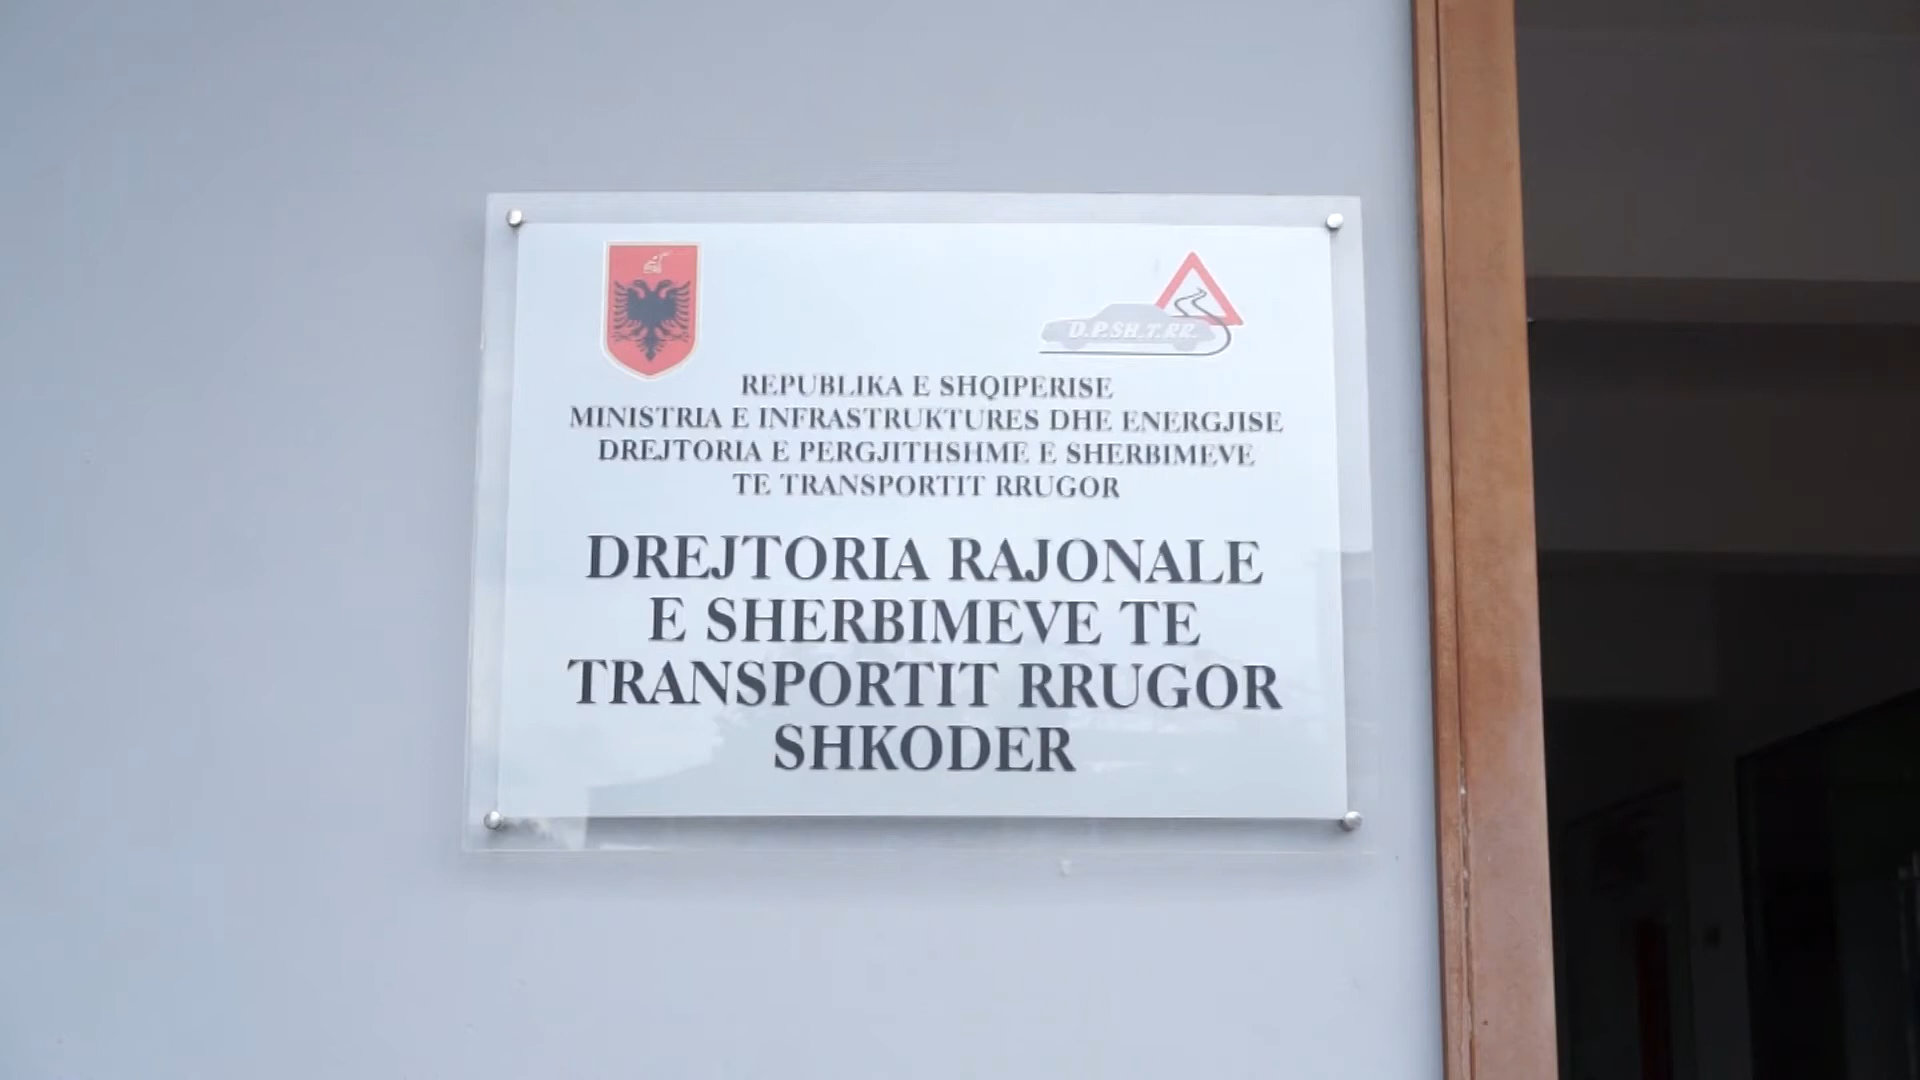 D.P.SH.T.RR.
REPUBLIKA E SHQIPERISE
MINISTRIA E INFRASTRUKTURES DHE ENERGJISE
DREJTORIA E PERGJITHSHME E SHERBIMEVE
TE TRANSPORTIT RRUGOR
DREJTORIA RAJONALE
E SHERBIMEVE TE
TRANSPORTIT RRUGOR
SHKODER